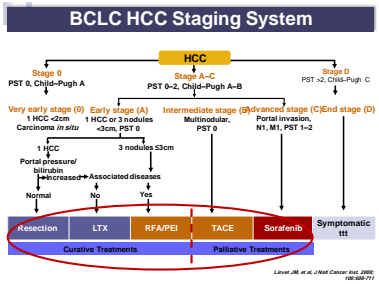 BCLC HCC Staging System
HCC
Stage 0
PST 0, Child–Pugh A
Stage A–C
PST 0–2, Child–Pugh A–B
Stage D
PST >2, Child–Pugh C
Very early stage (0)
1 HCC <2cm
Carcinoma in situ
Early stage (A)
1 HCC or 3 nodules
<3cm, PST 0
Intermediate stage (B)
Multinodular,
PST 0
Advanced stage (C)
Portal invasion,
N1, M1, PST 1–2
End stage (D)
1 HCC
3 nodules ≤3cm
Portal pressure/
bilirubin
Increased
Associated diseases
Normal
No
Yes
Resection
LTX
RFA/PEI
TACE
Sorafenib
Symptomatic
ttt
Curative Treatments
Palliative Treatments
Llovet JM, et al, J Natl Cancer Inst. 2008;
100:698-711